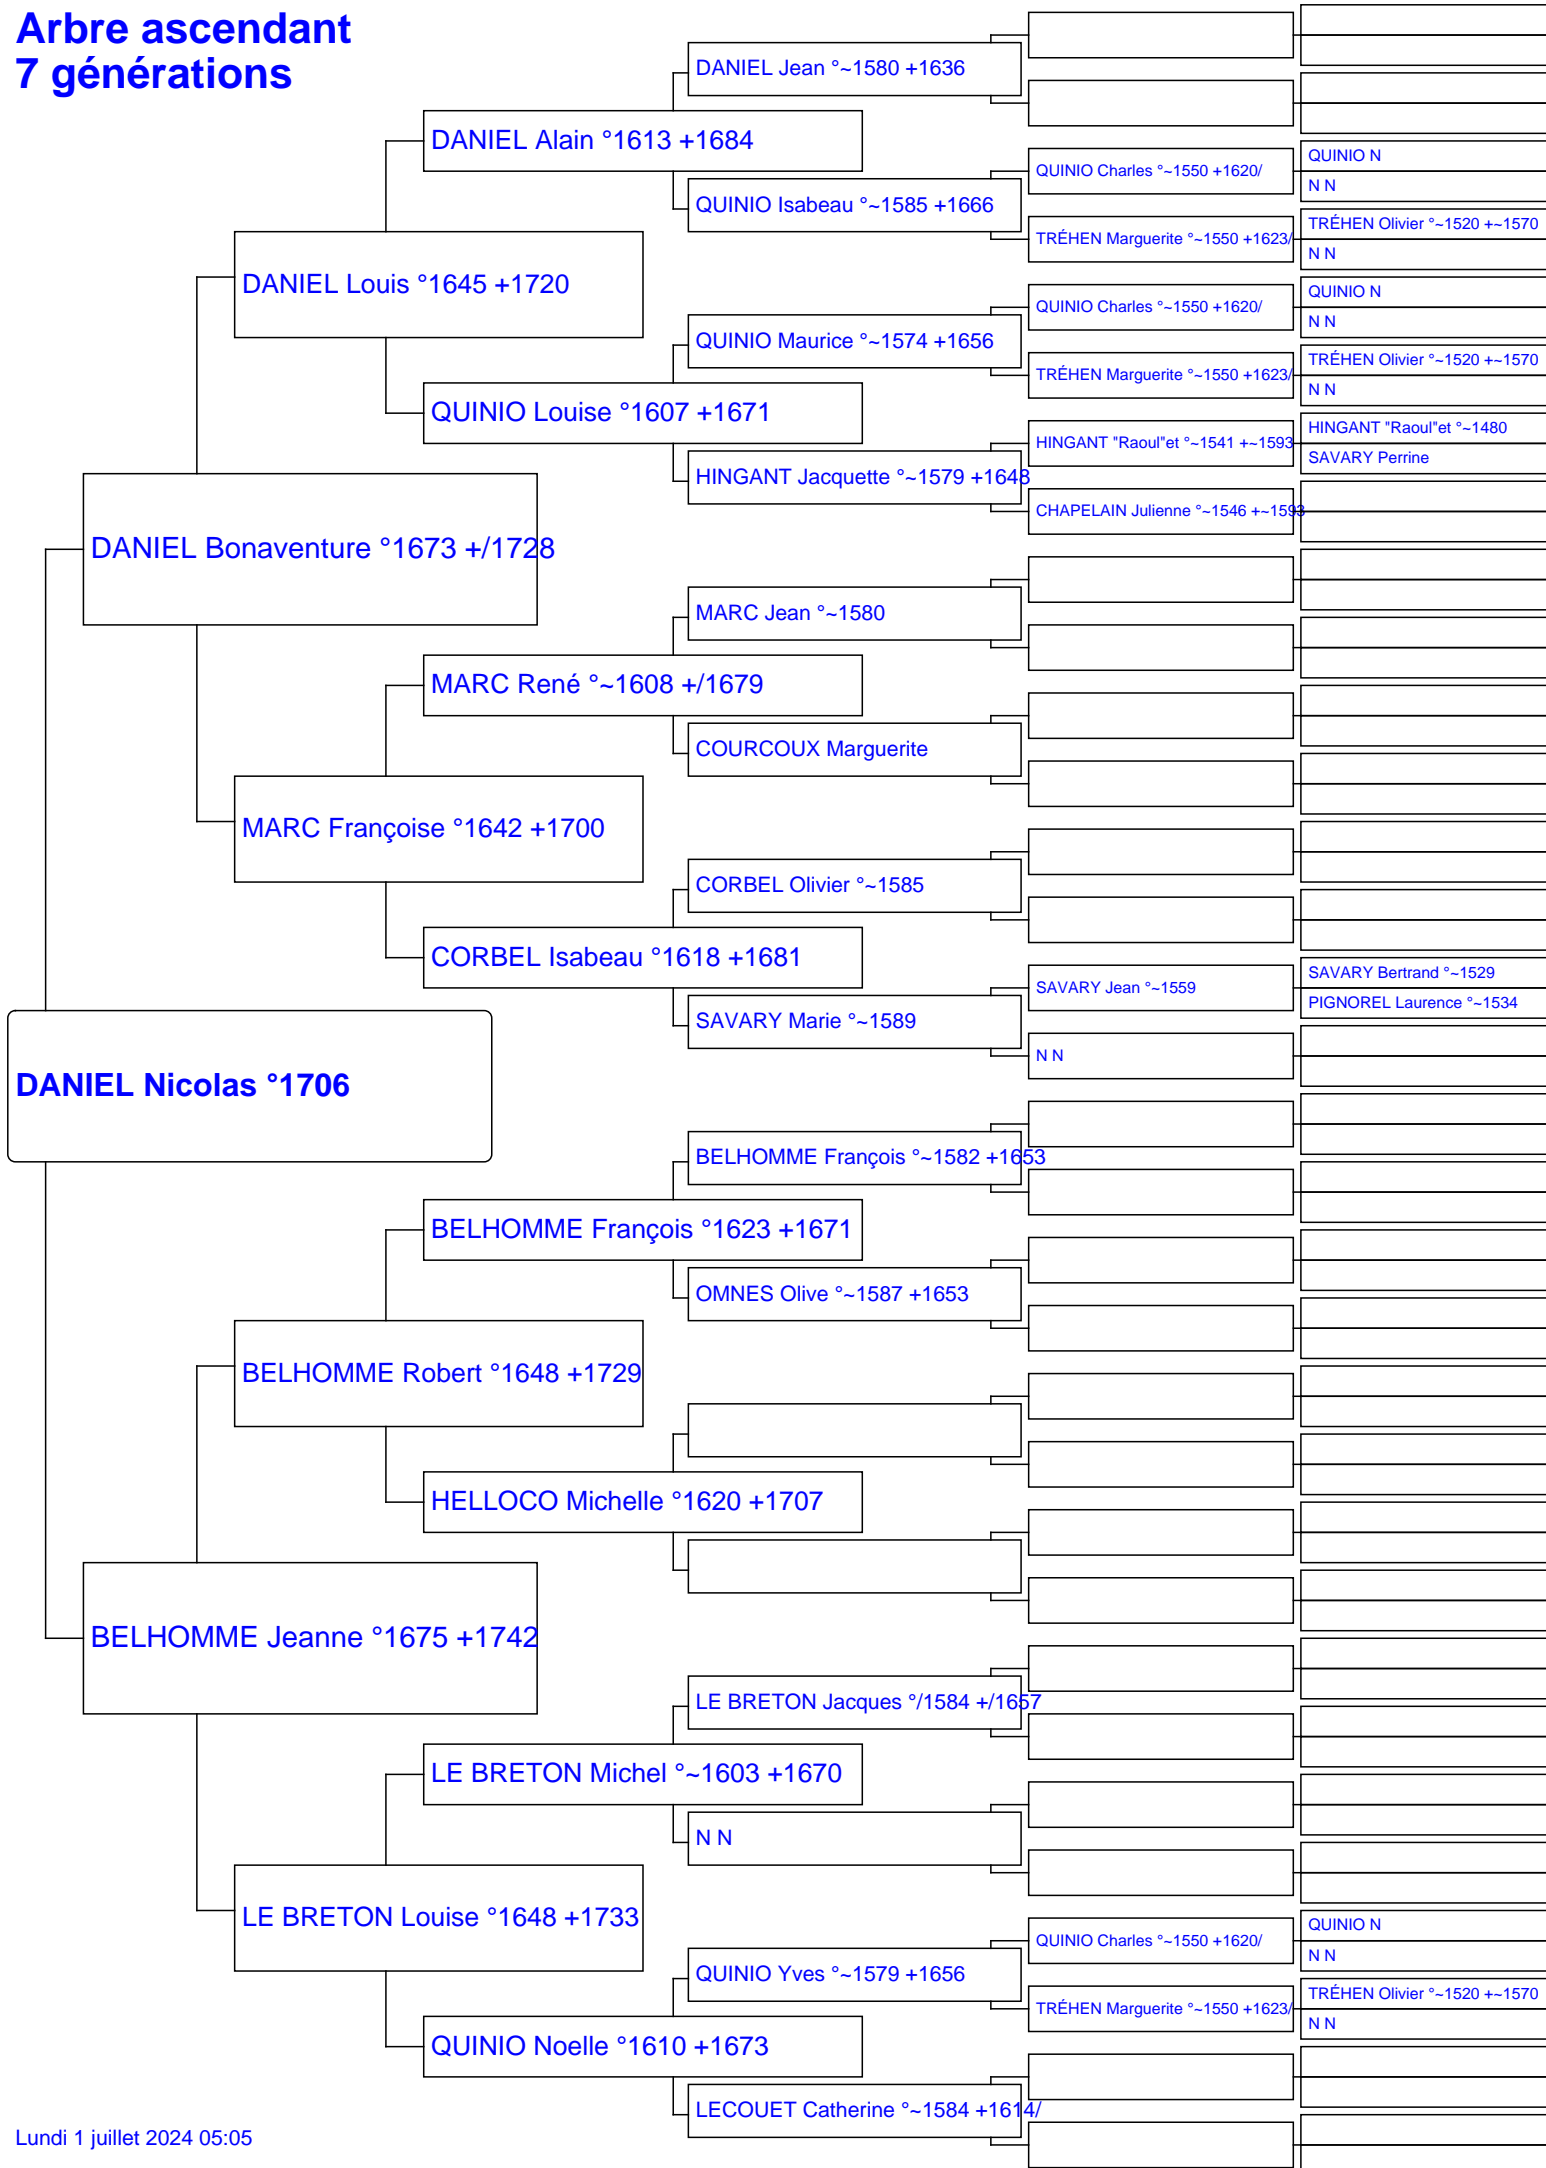 Arbre ascendant
7 générations
DANIEL Jean °~1580 +1636
DANIEL Alain °1613 +1684
QUINIO N
QUINIO Charles °~1550 +1620/
N N
QUINIO Isabeau °~1585 +1666
TRÉHEN Olivier °~1520 +~1570
TRÉHEN Marguerite °~1550 +1623/
N N
DANIEL Louis °1645 +1720
QUINIO N
QUINIO Charles °~1550 +1620/
N N
QUINIO Maurice °~1574 +1656
TRÉHEN Olivier °~1520 +~1570
TRÉHEN Marguerite °~1550 +1623/
N N
QUINIO Louise °1607 +1671
HINGANT "Raoul"et °~1480
HINGANT "Raoul"et °~1541 +~1593
SAVARY Perrine
HINGANT Jacquette °~1579 +1648
CHAPELAIN Julienne °~1546 +~1593
DANIEL Bonaventure °1673 +/1728
MARC Jean °~1580
MARC René °~1608 +/1679
COURCOUX Marguerite
MARC Françoise °1642 +1700
CORBEL Olivier °~1585
CORBEL Isabeau °1618 +1681
SAVARY Bertrand °~1529
SAVARY Jean °~1559
PIGNOREL Laurence °~1534
SAVARY Marie °~1589
N N
DANIEL Nicolas °1706
BELHOMME François °~1582 +1653
BELHOMME François °1623 +1671
OMNES Olive °~1587 +1653
BELHOMME Robert °1648 +1729
HELLOCO Michelle °1620 +1707
BELHOMME Jeanne °1675 +1742
LE BRETON Jacques °/1584 +/1657
LE BRETON Michel °~1603 +1670
N N
LE BRETON Louise °1648 +1733
QUINIO N
QUINIO Charles °~1550 +1620/
N N
QUINIO Yves °~1579 +1656
TRÉHEN Olivier °~1520 +~1570
TRÉHEN Marguerite °~1550 +1623/
N N
QUINIO Noelle °1610 +1673
LECOUET Catherine °~1584 +1614/
Lundi 1 juillet 2024 05:05